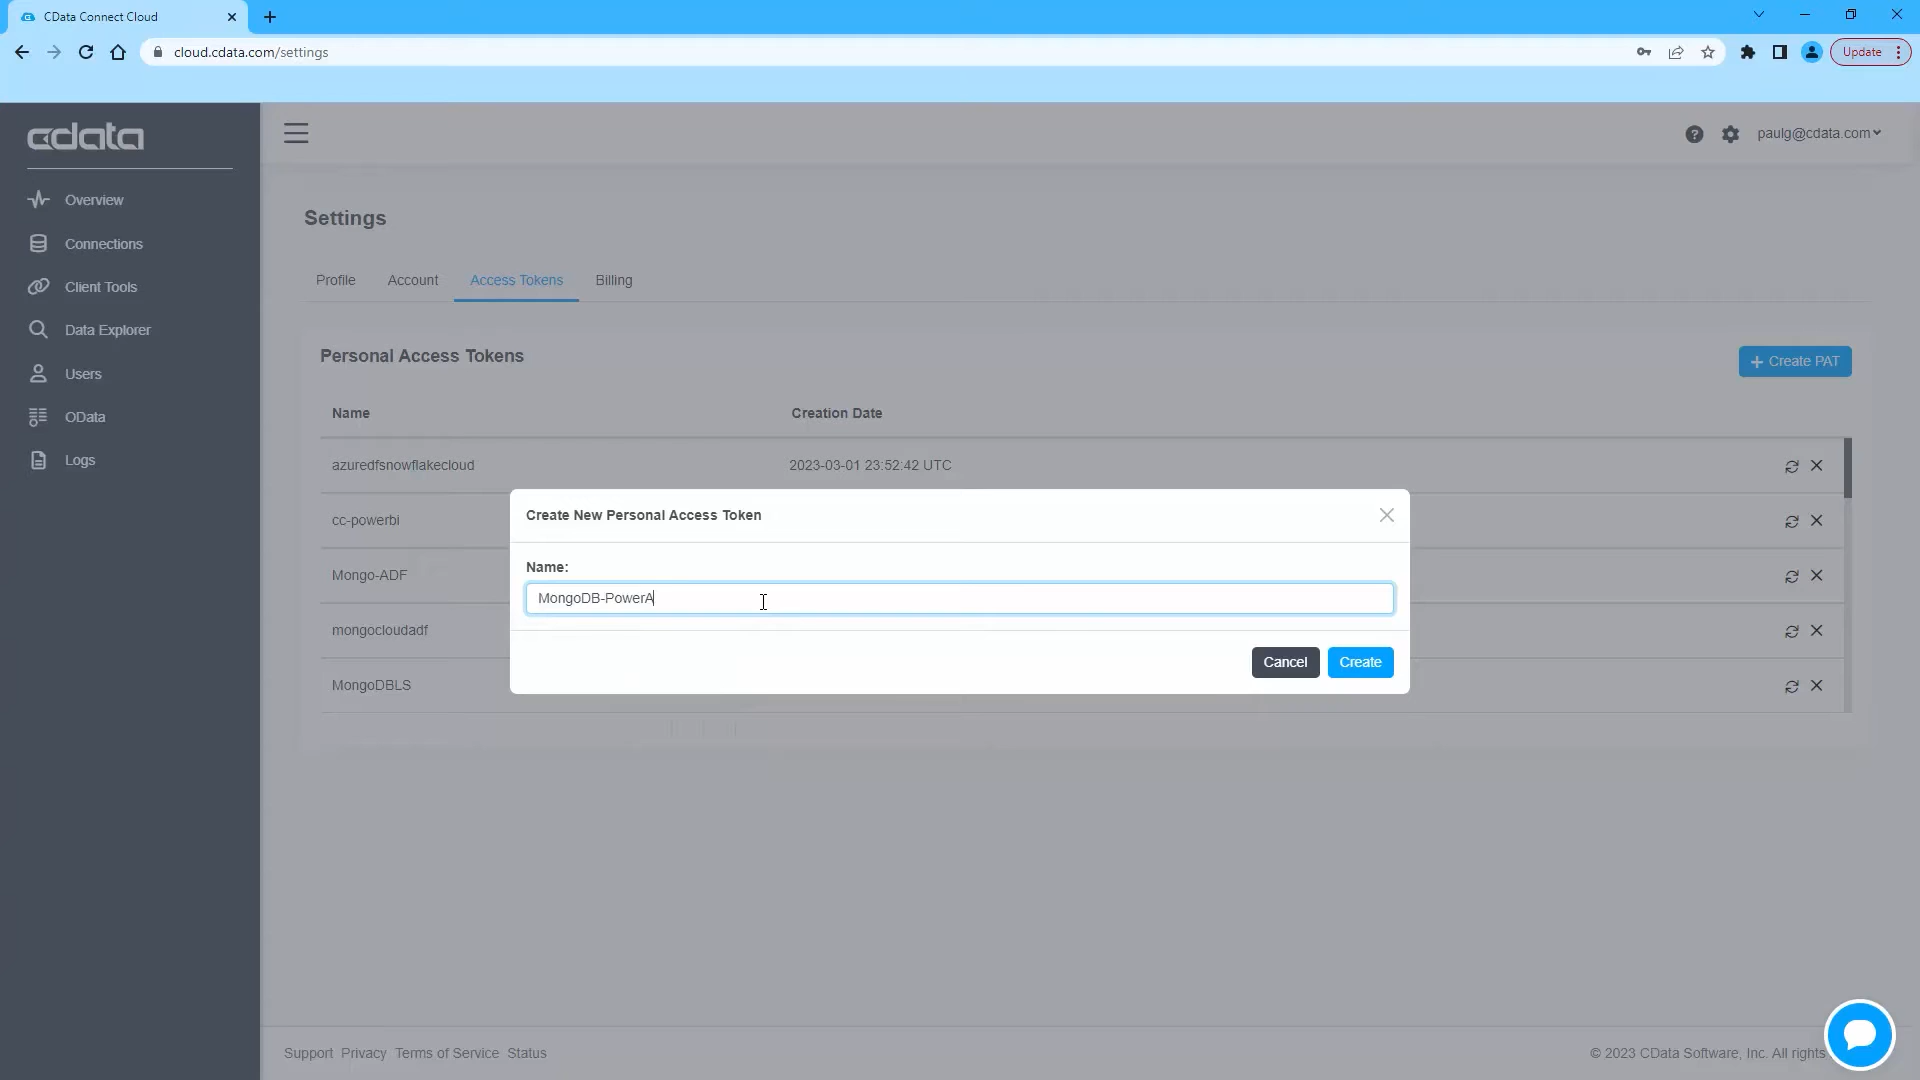 CData Connect Cloud
cloud.cdata.com/settings
Update
cdata
paulg@cdata.com
Overview
Connections
Client Tools
Data Explorer
Users
OData
Logs
Settings
Profile Account Access Tokens Billing
Personal Access Tokens
+ Create PAT
Name Creation Date
azuredfsnowflakecloud 2023-03-01 23:52:42 UTC
cc-powerbi
Mongo-ADF
mongocloudadf
MongoDBLS
Create New Personal Access Token
Name:
MongoDB-PowerA
Cancel Create
Support Privacy Terms of Service Status
© 2023 CData Software, Inc. All rights